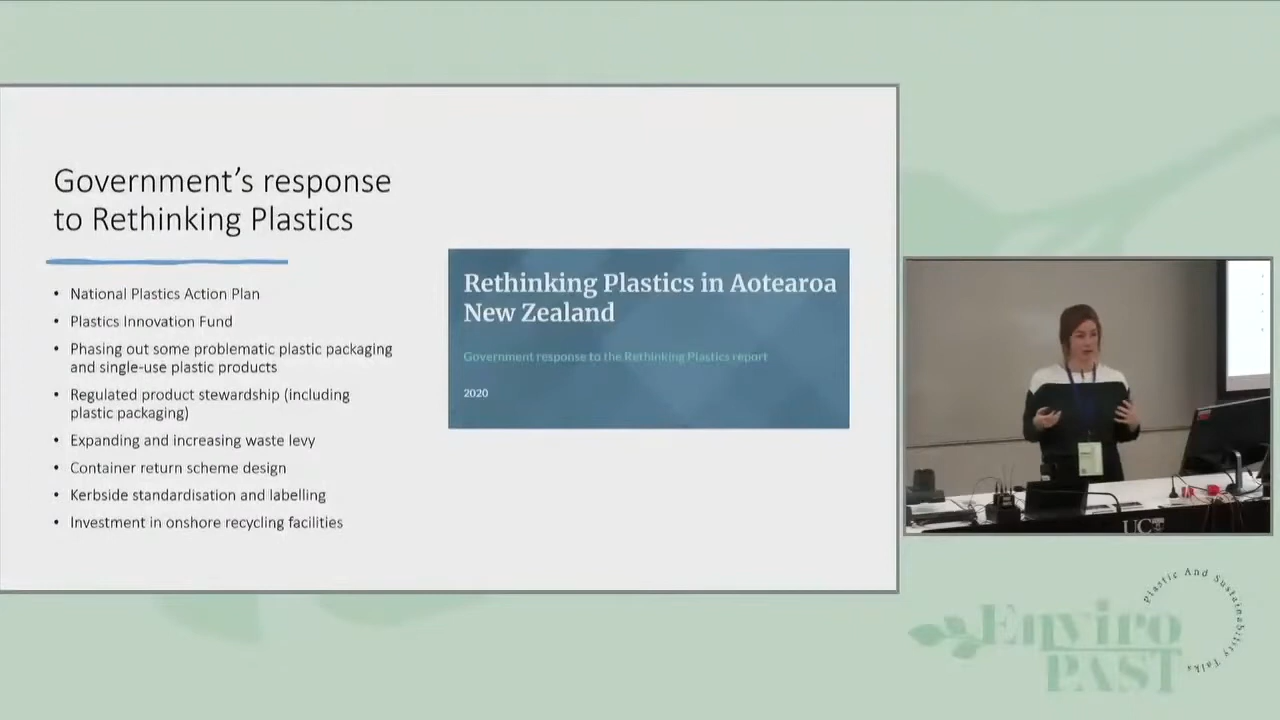 Government’s response
to Rethinking Plastics
• National Plastics Action Plan
• Plastics Innovation Fund
• Phasing out some problematic plastic packaging
and single-use plastic products
• Regulated product stewardship (including
plastic packaging)
• Expanding and increasing waste levy
• Container return scheme design
• Kerbside standardisation and labelling
• Investment in onshore recycling facilities
Rethinking Plastics in Aotearoa
New Zealand
Government response to the Rethinking Plastics report
2020
UC
Plastic And Sustainability Talks
Enviro
PAST